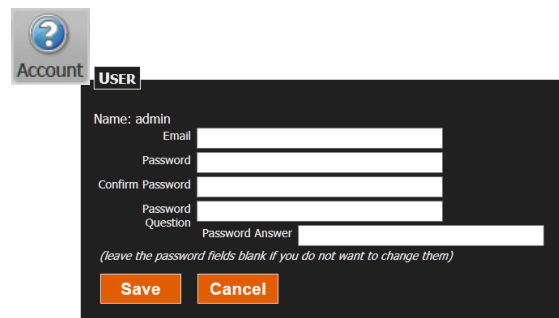 Account
USER
Name: admin
Email
Password
Confirm Password
Password
Question
Password Answer
(leave the password fields blank if you do not want to change them)
Save Cancel